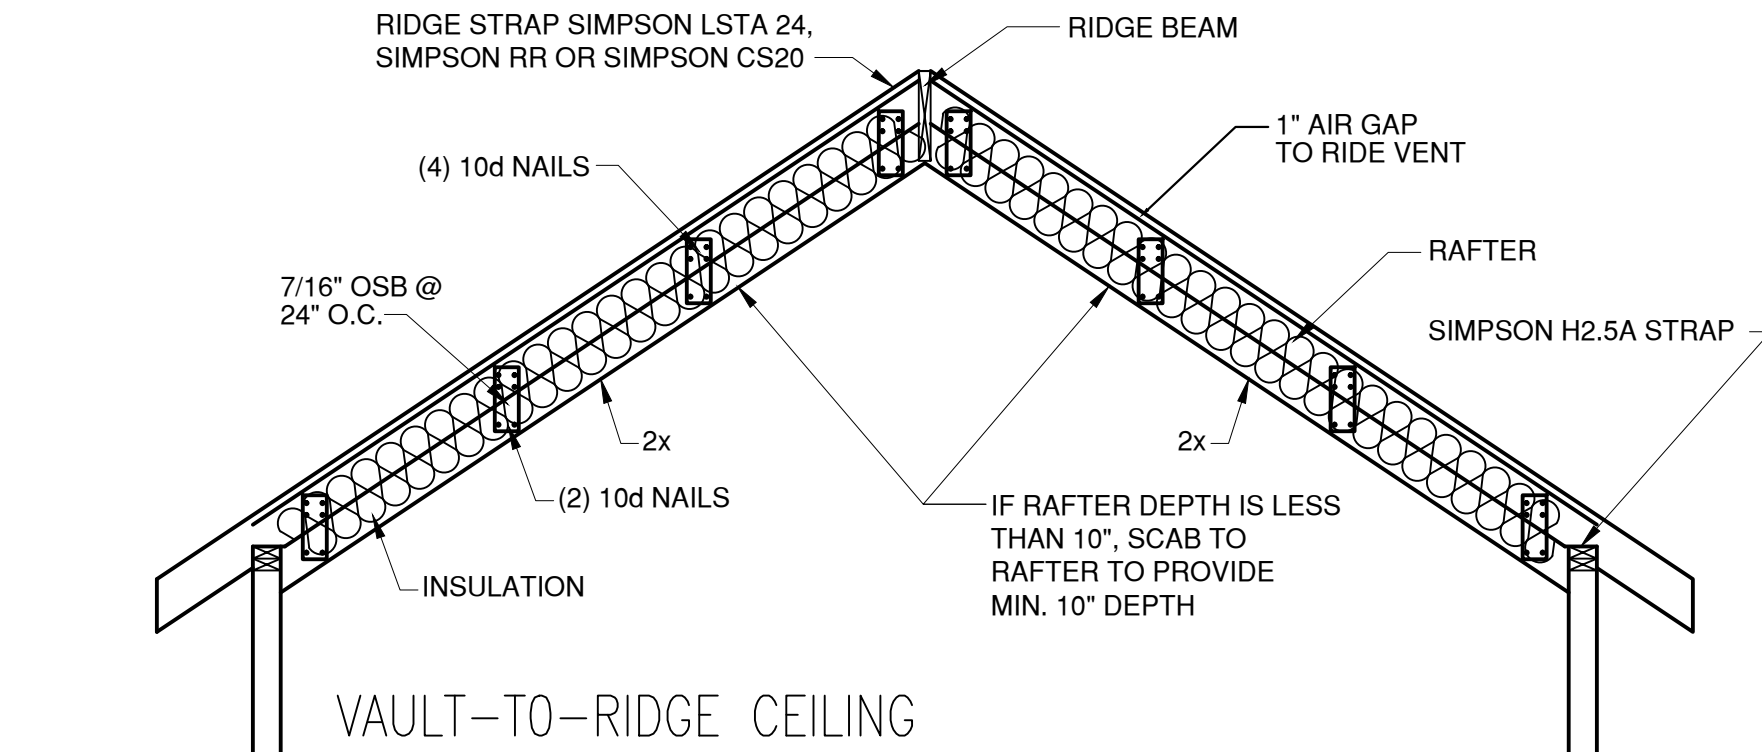 RIDGE STRAP SIMPSON LSTA 24,
SIMPSON RR OR SIMPSON CS20
RIDGE BEAM
1" AIR GAP
TO RIDE VENT
(4) 10d NAILS
RAFTER
7/16" OSB @
24" O.C.
SIMPSON H2.5A STRAP
2x
2x
(2) 10d NAILS
IF RAFTER DEPTH IS LESS
THAN 10", SCAB TO
RAFTER TO PROVIDE
MIN. 10" DEPTH
INSULATION
VAULT-TO-RIDGE CEILING